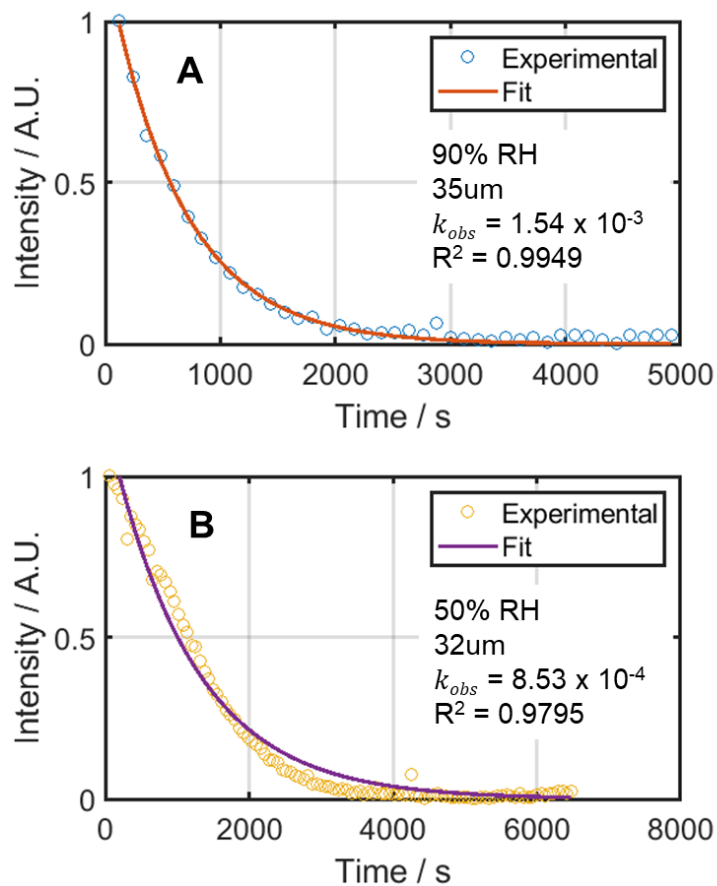 A
Experimental
Fit
90% RH
35um
k_obs = 1.54 x 10⁻³
R² = 0.9949
Intensity / A.U.
1
0.5
0
0 1000 2000 3000 4000 5000
Time / s
B
Experimental
Fit
50% RH
32um
k_obs = 8.53 x 10⁻⁴
R² = 0.9795
Intensity / A.U.
1
0.5
0
0 2000 4000 6000 8000
Time / s